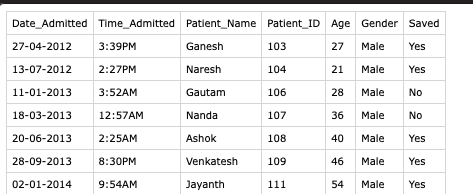 Date_Admitted Time_Admitted Patient_Name Patient_ID Age Gender Saved
27-04-2012 3:39PM Ganesh 103 27 Male Yes
13-07-2012 2:27PM Naresh 104 21 Male Yes
11-01-2013 3:52AM Gautam 106 28 Male No
18-03-2013 12:57AM Nanda 107 36 Male No
20-06-2013 2:25AM Ashok 108 40 Male Yes
28-09-2013 8:30PM Venkatesh 109 46 Male Yes
02-01-2014 9:54AM Jayanth 111 54 Male Yes